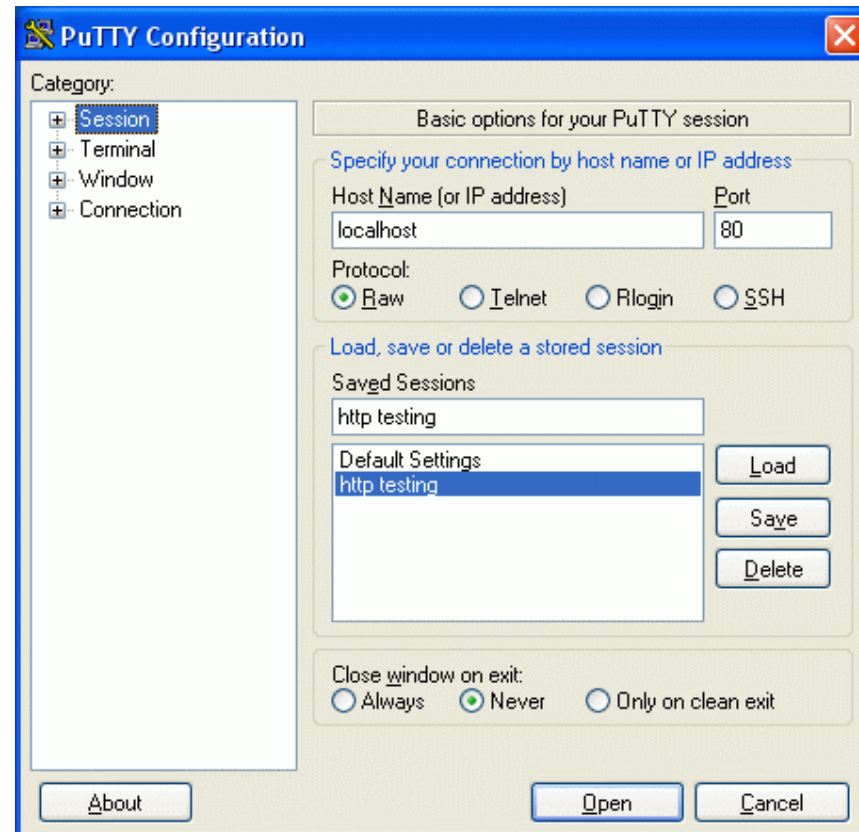 PuTTY Configuration
Category:
Session
Terminal
Window
Connection
Basic options for your PuTTY session
Specify your connection by host name or IP address
Host Name (or IP address) Port
localhost 80
Protocol:
Raw Telnet Rlogin SSH
Load, save or delete a stored session
Saved Sessions
http testing
Default Settings
http testing
Load
Save
Delete
Close window on exit:
Always Never Only on clean exit
About Open Cancel